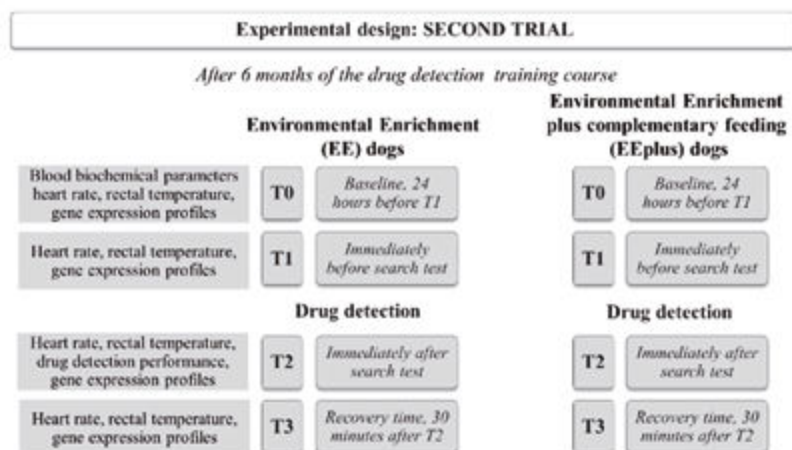 Experimental design: SECOND TRIAL
After 6 months of the drug detection training course
Environmental Enrichment
(EE) dogs
Environmental Enrichment
plus complementary feeding
(EEplus) dogs
Blood biochemical parameters
heart rate, rectal temperature,
gene expression profiles
T0
Baseline, 24
hours before T1
T0
Baseline, 24
hours before T1
Heart rate, rectal temperature,
gene expression profiles
T1
Immediately
before search test
T1
Immediately
before search test
Drug detection
Drug detection
Heart rate, rectal temperature,
drug detection performance,
gene expression profiles
T2
Immediately after
search test
T2
Immediately after
search test
Heart rate, rectal temperature,
gene expression profiles
T3
Recovery time, 30
minutes after T2
T3
Recovery time, 30
minutes after T2